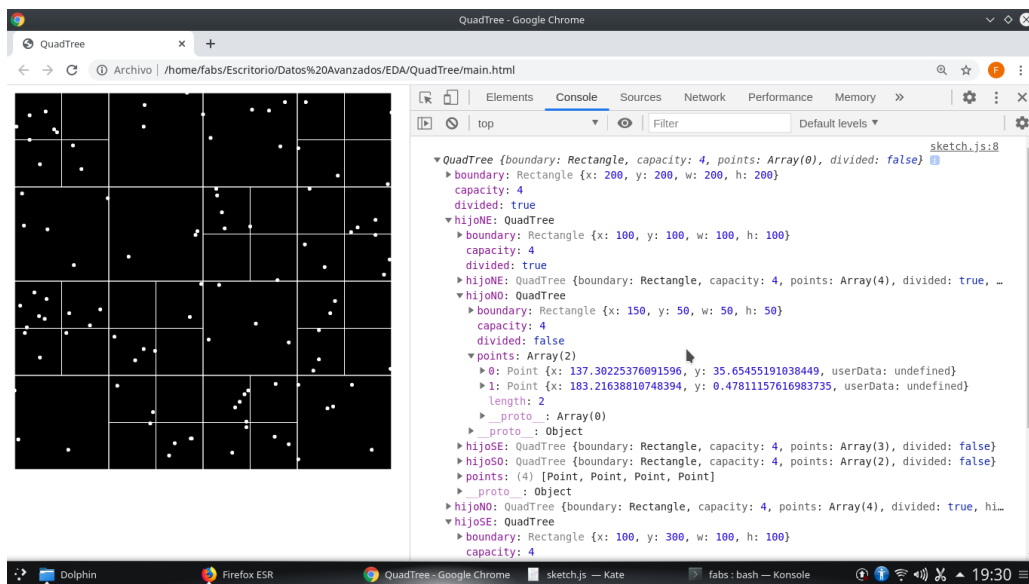 QuadTree - Google Chrome
QuadTree × +
Archivo | /home/fabs/Escritorio/Datos%20Avanzados/EDA/QuadTree/main.html
F
Elements Console Sources Network Performance Memory »
top ▼ Filter Default levels ▼
sketch.js:8
▼QuadTree {boundary: Rectangle, capacity: 4, points: Array(0), divided: false} i
▶boundary: Rectangle {x: 200, y: 200, w: 200, h: 200}
capacity: 4
divided: true
▼hijoNE: QuadTree
▶boundary: Rectangle {x: 100, y: 100, w: 100, h: 100}
capacity: 4
divided: true
▶hijoNE: QuadTree {boundary: Rectangle, capacity: 4, points: Array(4), divided: true, …
▼hijoNO: QuadTree
▶boundary: Rectangle {x: 150, y: 50, w: 50, h: 50}
capacity: 4
divided: false
▼points: Array(2)
▶0: Point {x: 137.30225376091596, y: 35.65455191038449, userData: undefined}
▶1: Point {x: 183.21638810748394, y: 0.47811157616983735, userData: undefined}
length: 2
▶__proto__: Array(0)
▶__proto__: Object
▶hijoSE: QuadTree {boundary: Rectangle, capacity: 4, points: Array(3), divided: false}
▶hijoSO: QuadTree {boundary: Rectangle, capacity: 4, points: Array(2), divided: false}
▶points: (4) [Point, Point, Point, Point]
▶__proto__: Object
▶hijoNO: QuadTree {boundary: Rectangle, capacity: 4, points: Array(4), divided: true, hi…
▼hijoSE: QuadTree
▶boundary: Rectangle {x: 100, y: 300, w: 100, h: 100}
capacity: 4
Dolphin Firefox ESR QuadTree - Google Chrome sketch.js — Kate fabs : bash — Konsole 19:30